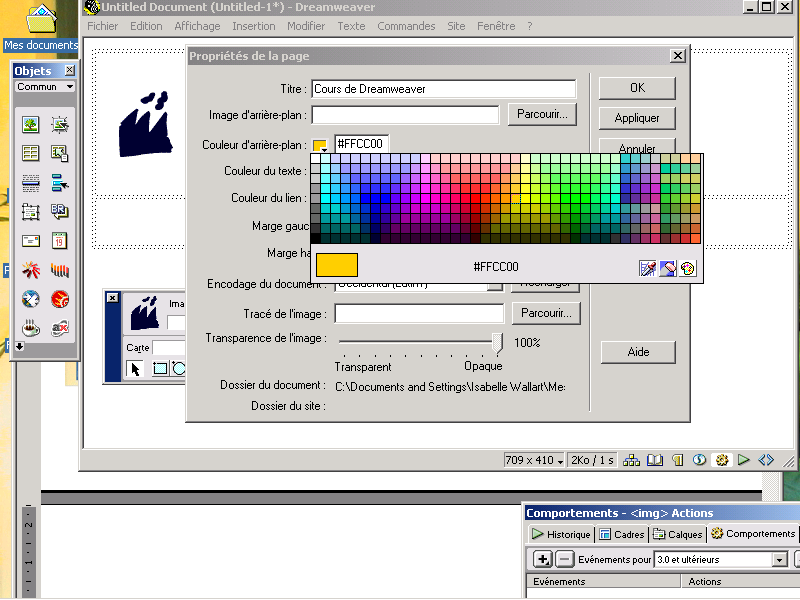 Untitled Document (Untitled-1*) - Dreamweaver
Fichier Edition Affichage Insertion Modifier Texte Commandes Site Fenêtre ?
Mes documents
Objets
Commun
Propriétés de la page
Titre : Cours de Dreamweaver
OK
Image d'arrière-plan : Parcourir...
Appliquer
Couleur d'arrière-plan : #FFCC00
Annuler
Couleur du texte :
Couleur du lien :
Marge gauc
Marge ha
#FFCC00
Encodage du document :
Tracé de l'image : Parcourir...
Transparence de l'image : 100%
Transparent Opaque
Aide
Dossier du document : C:\Documents and Settings\Isabelle Wallart\Me
Dossier du site :
Ima
Carte
709 x 410 2Ko / 1 s
Comportements - <img> Actions
Historique Cadres Calques Comportements
Evénements pour 3.0 et ultérieurs
Evénements Actions
2
1